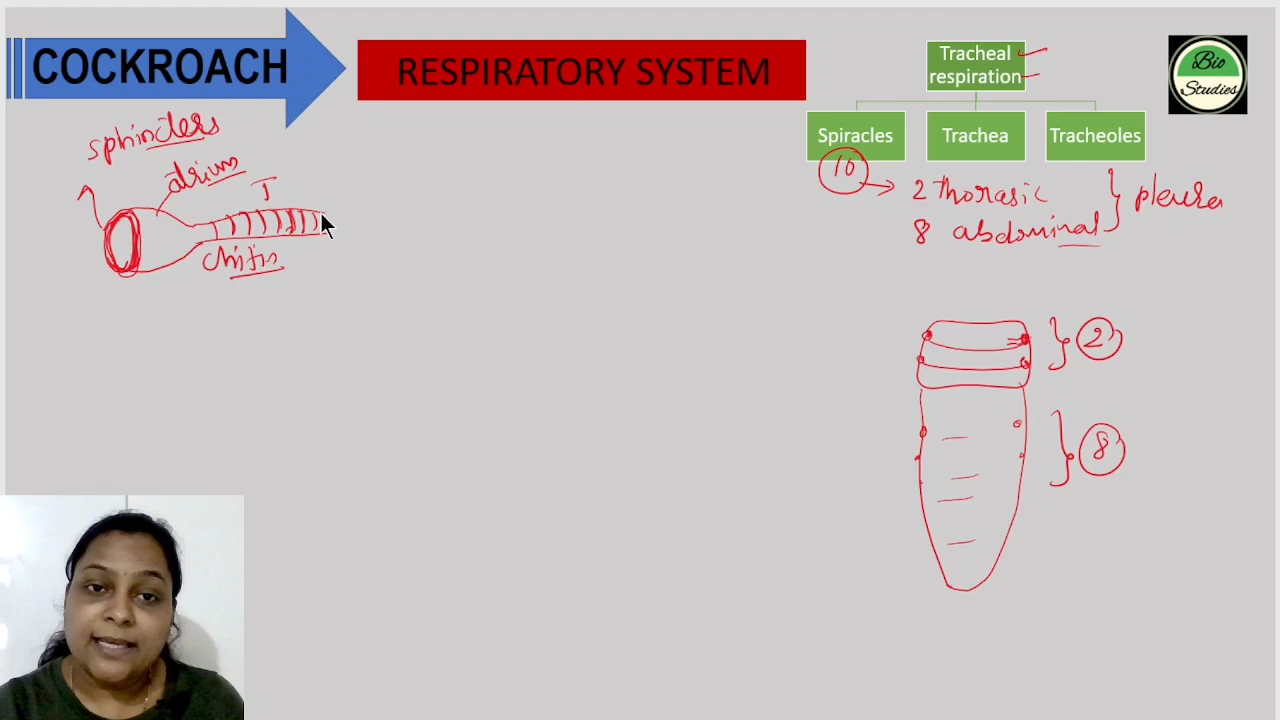 COCKROACH
RESPIRATORY SYSTEM
Tracheal
respiration
Bio
Studies
Spiracles
Trachea
Tracheoles
10
2 thorasic
8 abdominal
pleura
sphincters
atrium
T
chitin
2
8